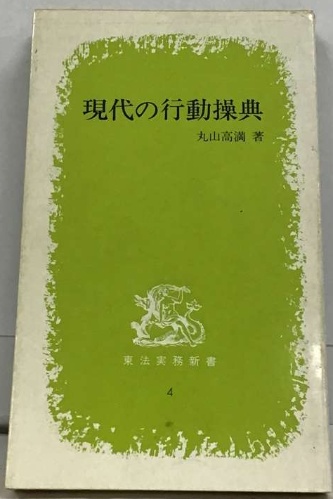 現代の行動操典
丸山高満 著
東法実務新書
4